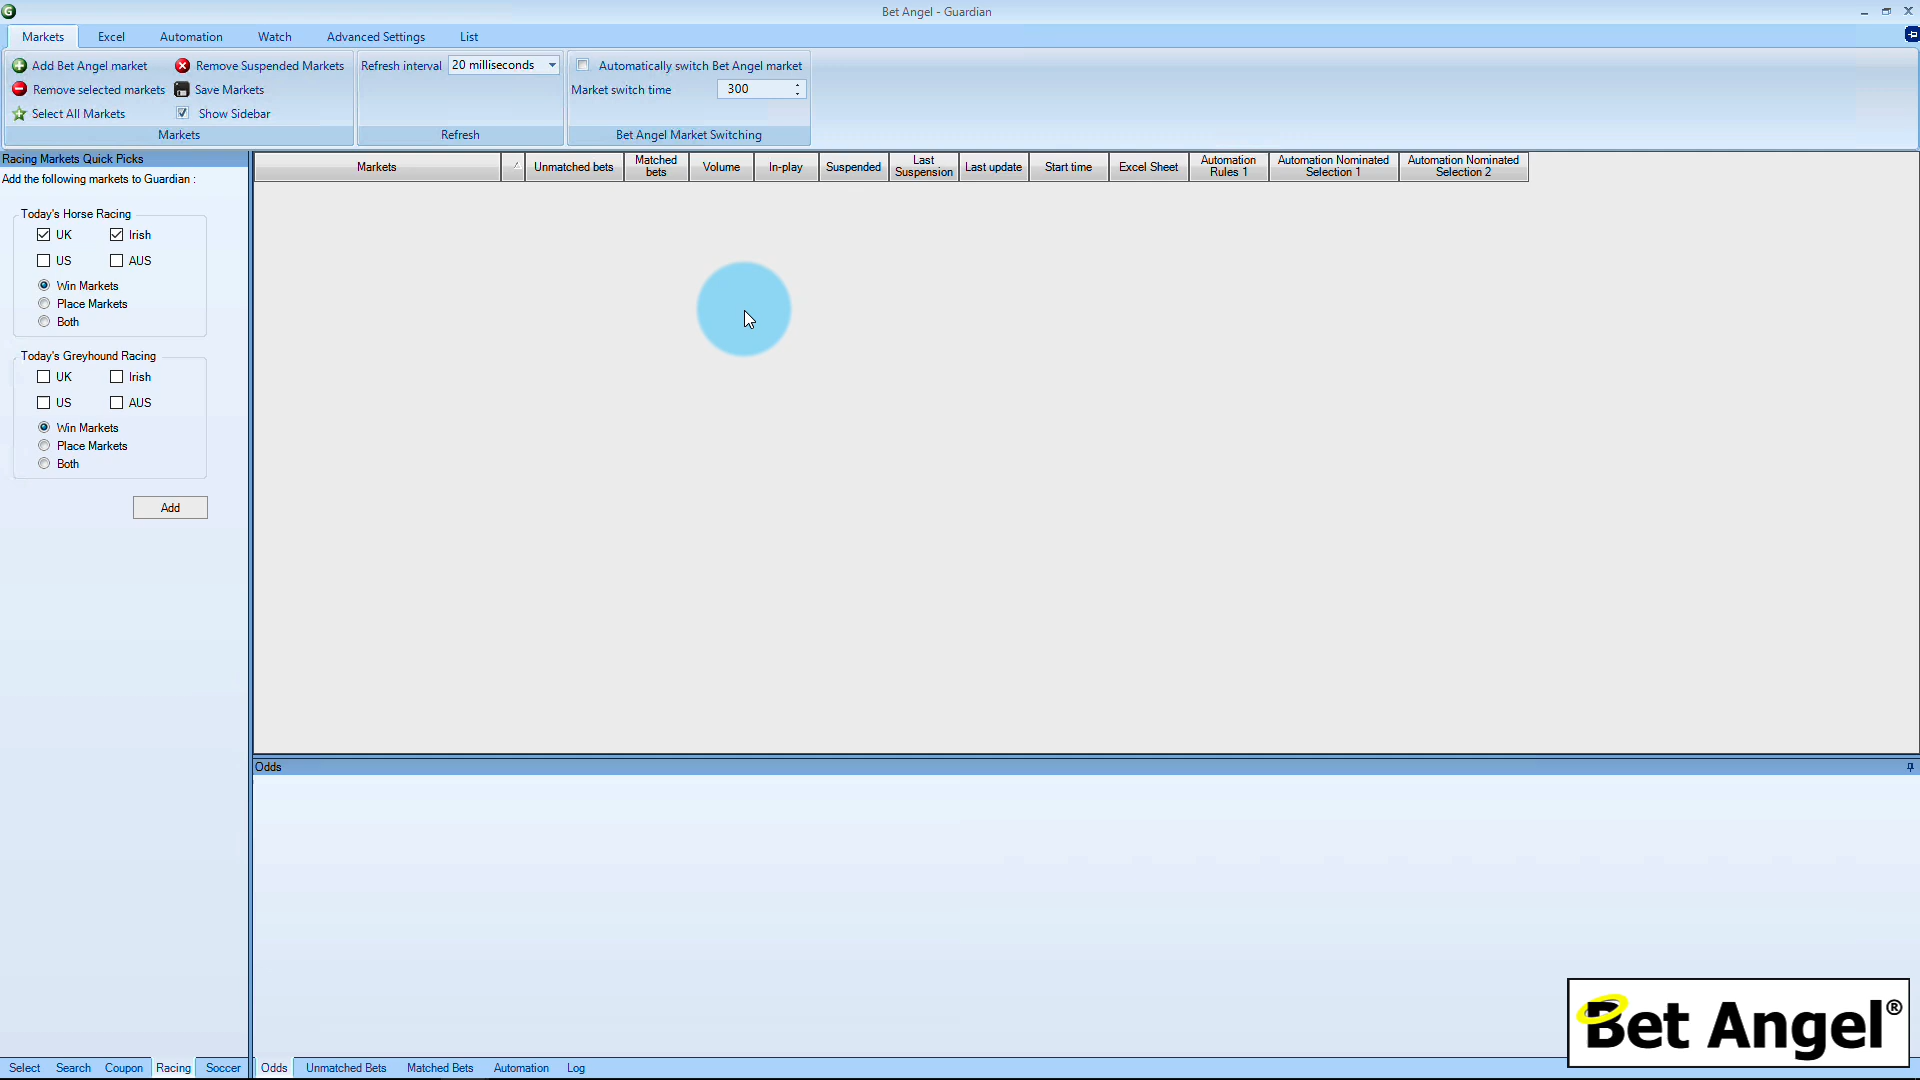 Bet Angel - Guardian
Markets Excel Automation Watch Advanced Settings List
Add Bet Angel market Remove Suspended Markets Refresh interval 20 milliseconds Automatically switch Bet Angel market
Remove selected markets Save Markets Market switch time 300
Select All Markets Show Sidebar
Markets Refresh Bet Angel Market Switching
Racing Markets Quick Picks
Add the following markets to Guardian :
Today's Horse Racing
UK Irish
US AUS
Win Markets
Place Markets
Both
Today's Greyhound Racing
UK Irish
US AUS
Win Markets
Place Markets
Both
Add
Markets Unmatched bets Matched bets Volume In-play Suspended Last Suspension Last update Start time Excel Sheet Automation Rules 1 Automation Nominated Selection 1 Automation Nominated Selection 2
Odds
Bet Angel®
Select Search Coupon Racing Soccer Odds Unmatched Bets Matched Bets Automation Log